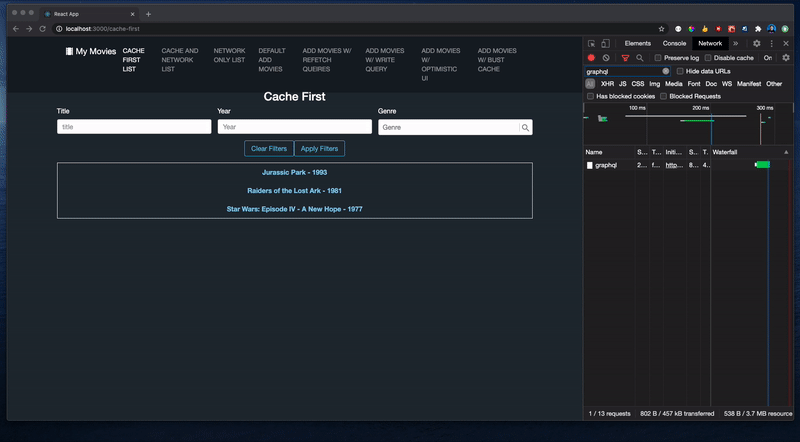 React App
localhost:3000/cache-first
My Movies
CACHE FIRST LIST
CACHE AND NETWORK LIST
NETWORK ONLY LIST
DEFAULT ADD MOVIES
ADD MOVIES W/ REFETCH QUEIRES
ADD MOVIES W/ WRITE QUERY
ADD MOVIES W/ OPTIMISTIC UI
ADD MOVIES W/ BUST CACHE
Cache First
Title Year Genre
title Year Genre
Clear Filters Apply Filters
Jurassic Park - 1993
Raiders of the Lost Ark - 1981
Star Wars: Episode IV - A New Hope - 1977
Elements Console Network »
Preserve log Disable cache On
graphql Hide data URLs
All XHR JS CSS Img Media Font Doc WS Manifest Other
Has blocked cookies Blocked Requests
100 ms 200 ms 300 ms
Name S... T... Initi... S... T. Waterfall
graphql 2... f... http... 8... 4...
1 / 13 requests 802 B / 457 kB transferred 538 B / 3.7 MB resource